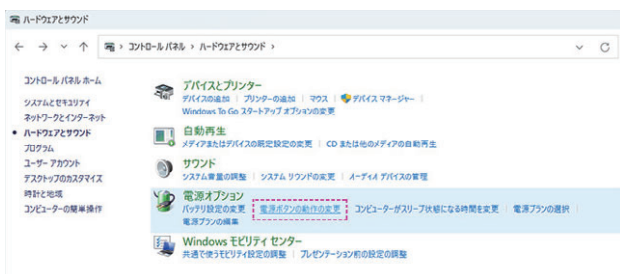 ハードウェアとサウンド
コントロール パネル › ハードウェアとサウンド ›
コントロール パネル ホーム
システムとセキュリティ
ネットワークとインターネット
ハードウェアとサウンド
プログラム
ユーザー アカウント
デスクトップのカスタマイズ
時計と地域
コンピューターの簡単操作
デバイスとプリンター
デバイスの追加 | プリンターの追加 | マウス | デバイス マネージャー |
Windows To Go スタートアップ オプションの変更
自動再生
メディアまたはデバイスの既定設定の変更 | CD または他のメディアの自動再生
サウンド
システム音量の調整 | システム サウンドの変更 | オーディオ デバイスの管理
電源オプション
バッテリ設定の変更 | 電源ボタンの動作の変更 | コンピューターがスリープ状態になる時間を変更 | 電源プランの選択 |
電源プランの編集
Windows モビリティ センター
共通で使うモビリティ設定の調整 | プレゼンテーション前の設定の調整